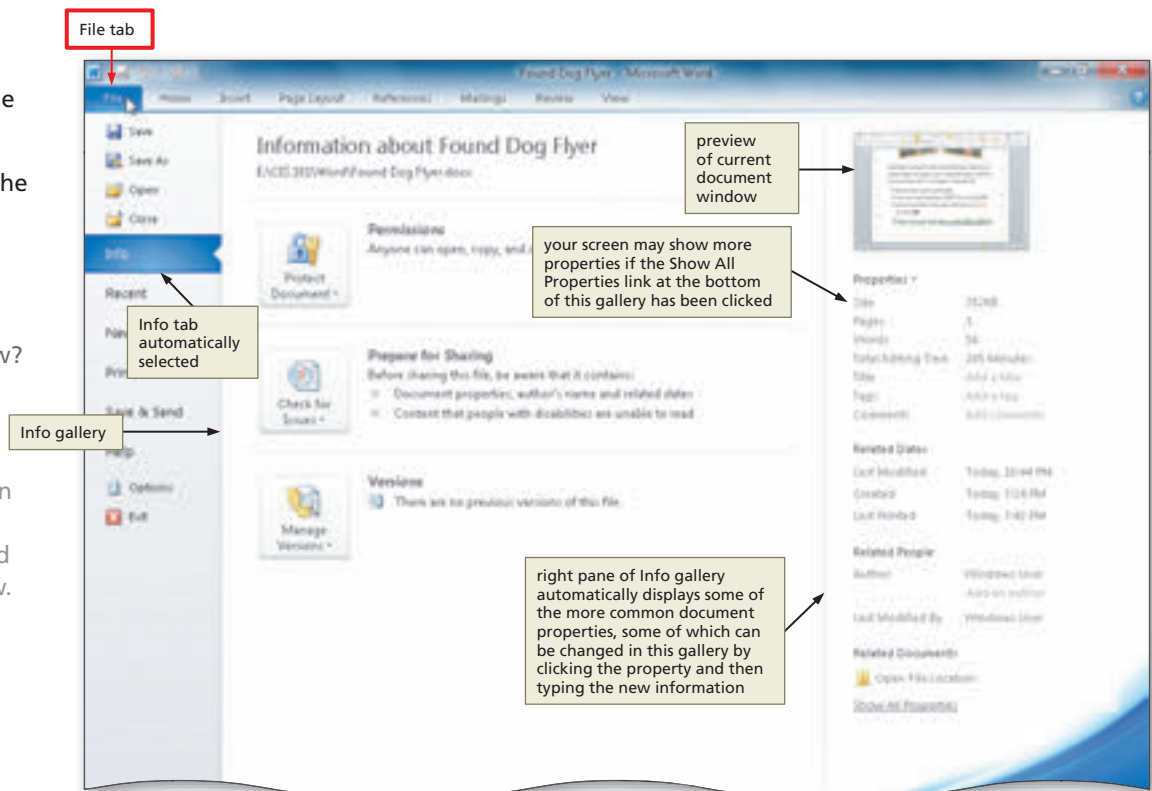 File tab
e
he
w?
n
d
w.
Found Dog Flyer - Microsoft Word
File Home Insert Page Layout References Mailings Review View
Save
Save As
Open
Close
Info
Recent
New
Save & Send
Help
Options
Exit
Information about Found Dog Flyer
Permissions
Anyone can open, copy, and
Protect
Document
Prepare for Sharing
Before sharing this file, be aware that it contains:
Document properties, author's name and related dates
Content that people with disabilities are unable to read
Check for
Issues
Versions
There are no previous versions of this file.
Manage
Versions
preview
of current
document
window
your screen may show more
properties if the Show All
Properties link at the bottom
of this gallery has been clicked
Info tab
automatically
selected
Info gallery
right pane of Info gallery
automatically displays some of
the more common document
properties, some of which can
be changed in this gallery by
clicking the property and then
typing the new information
Properties
Size
Pages
Words
Total Editing Time 205 Minutes
Title Add a title
Tags Add a tag
Comments Add comments
Related Dates
Last Modified Today,
Created Today,
Last Printed Today,
Related People
Author Windows User
Add an author
Last Modified By Windows User
Related Documents
Open File Location
Show All Properties